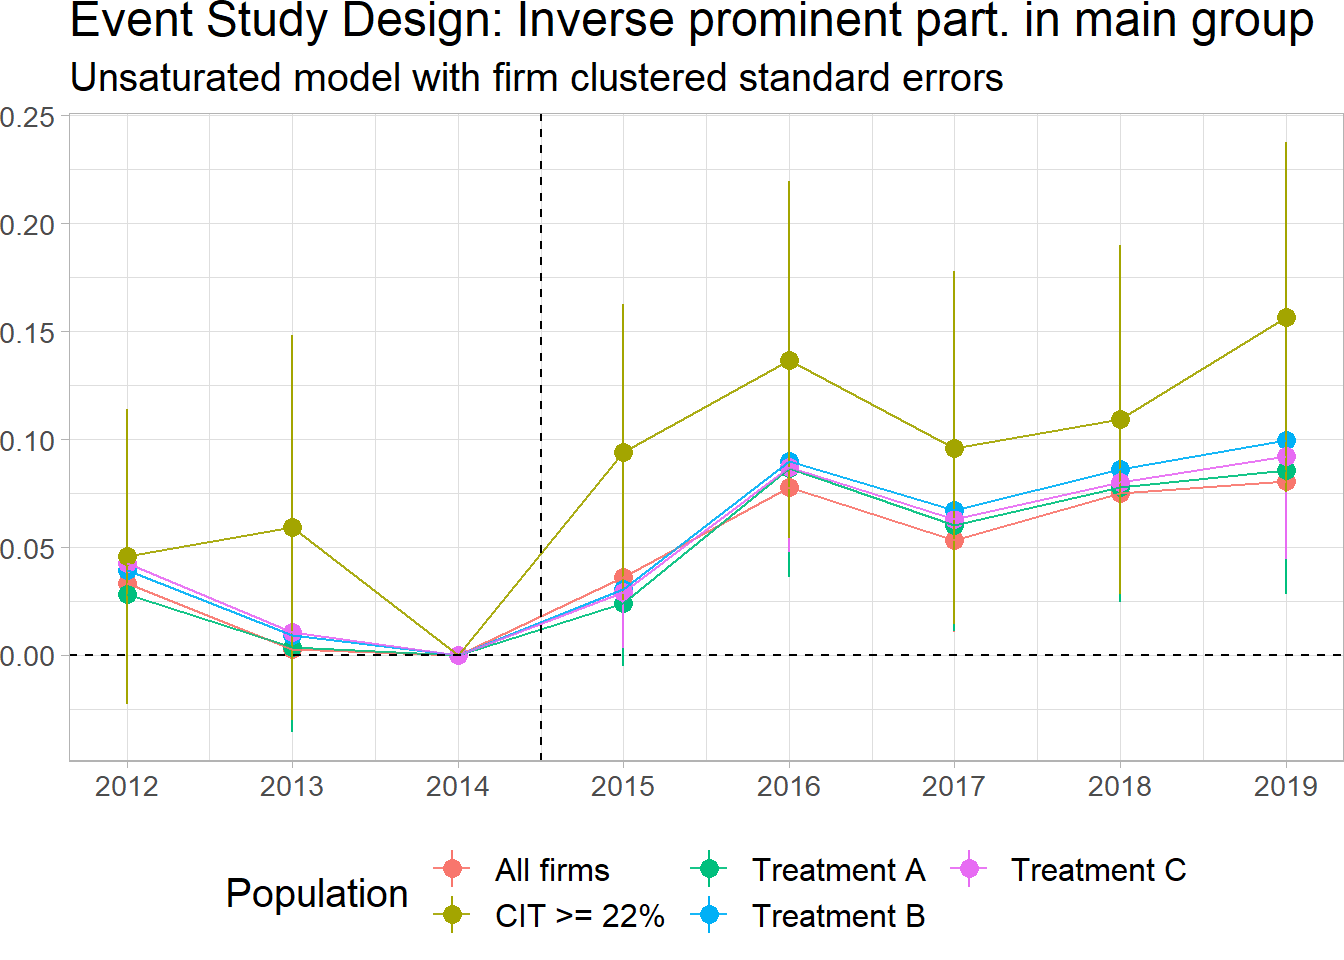 Event Study Design: Inverse prominent part. in main group
Unsaturated model with firm clustered standard errors
0.25
0.20
0.15
0.10
0.05
0.00
2012 2013 2014 2015 2016 2017 2018 2019
Population
All firms Treatment A Treatment C
CIT >= 22% Treatment B